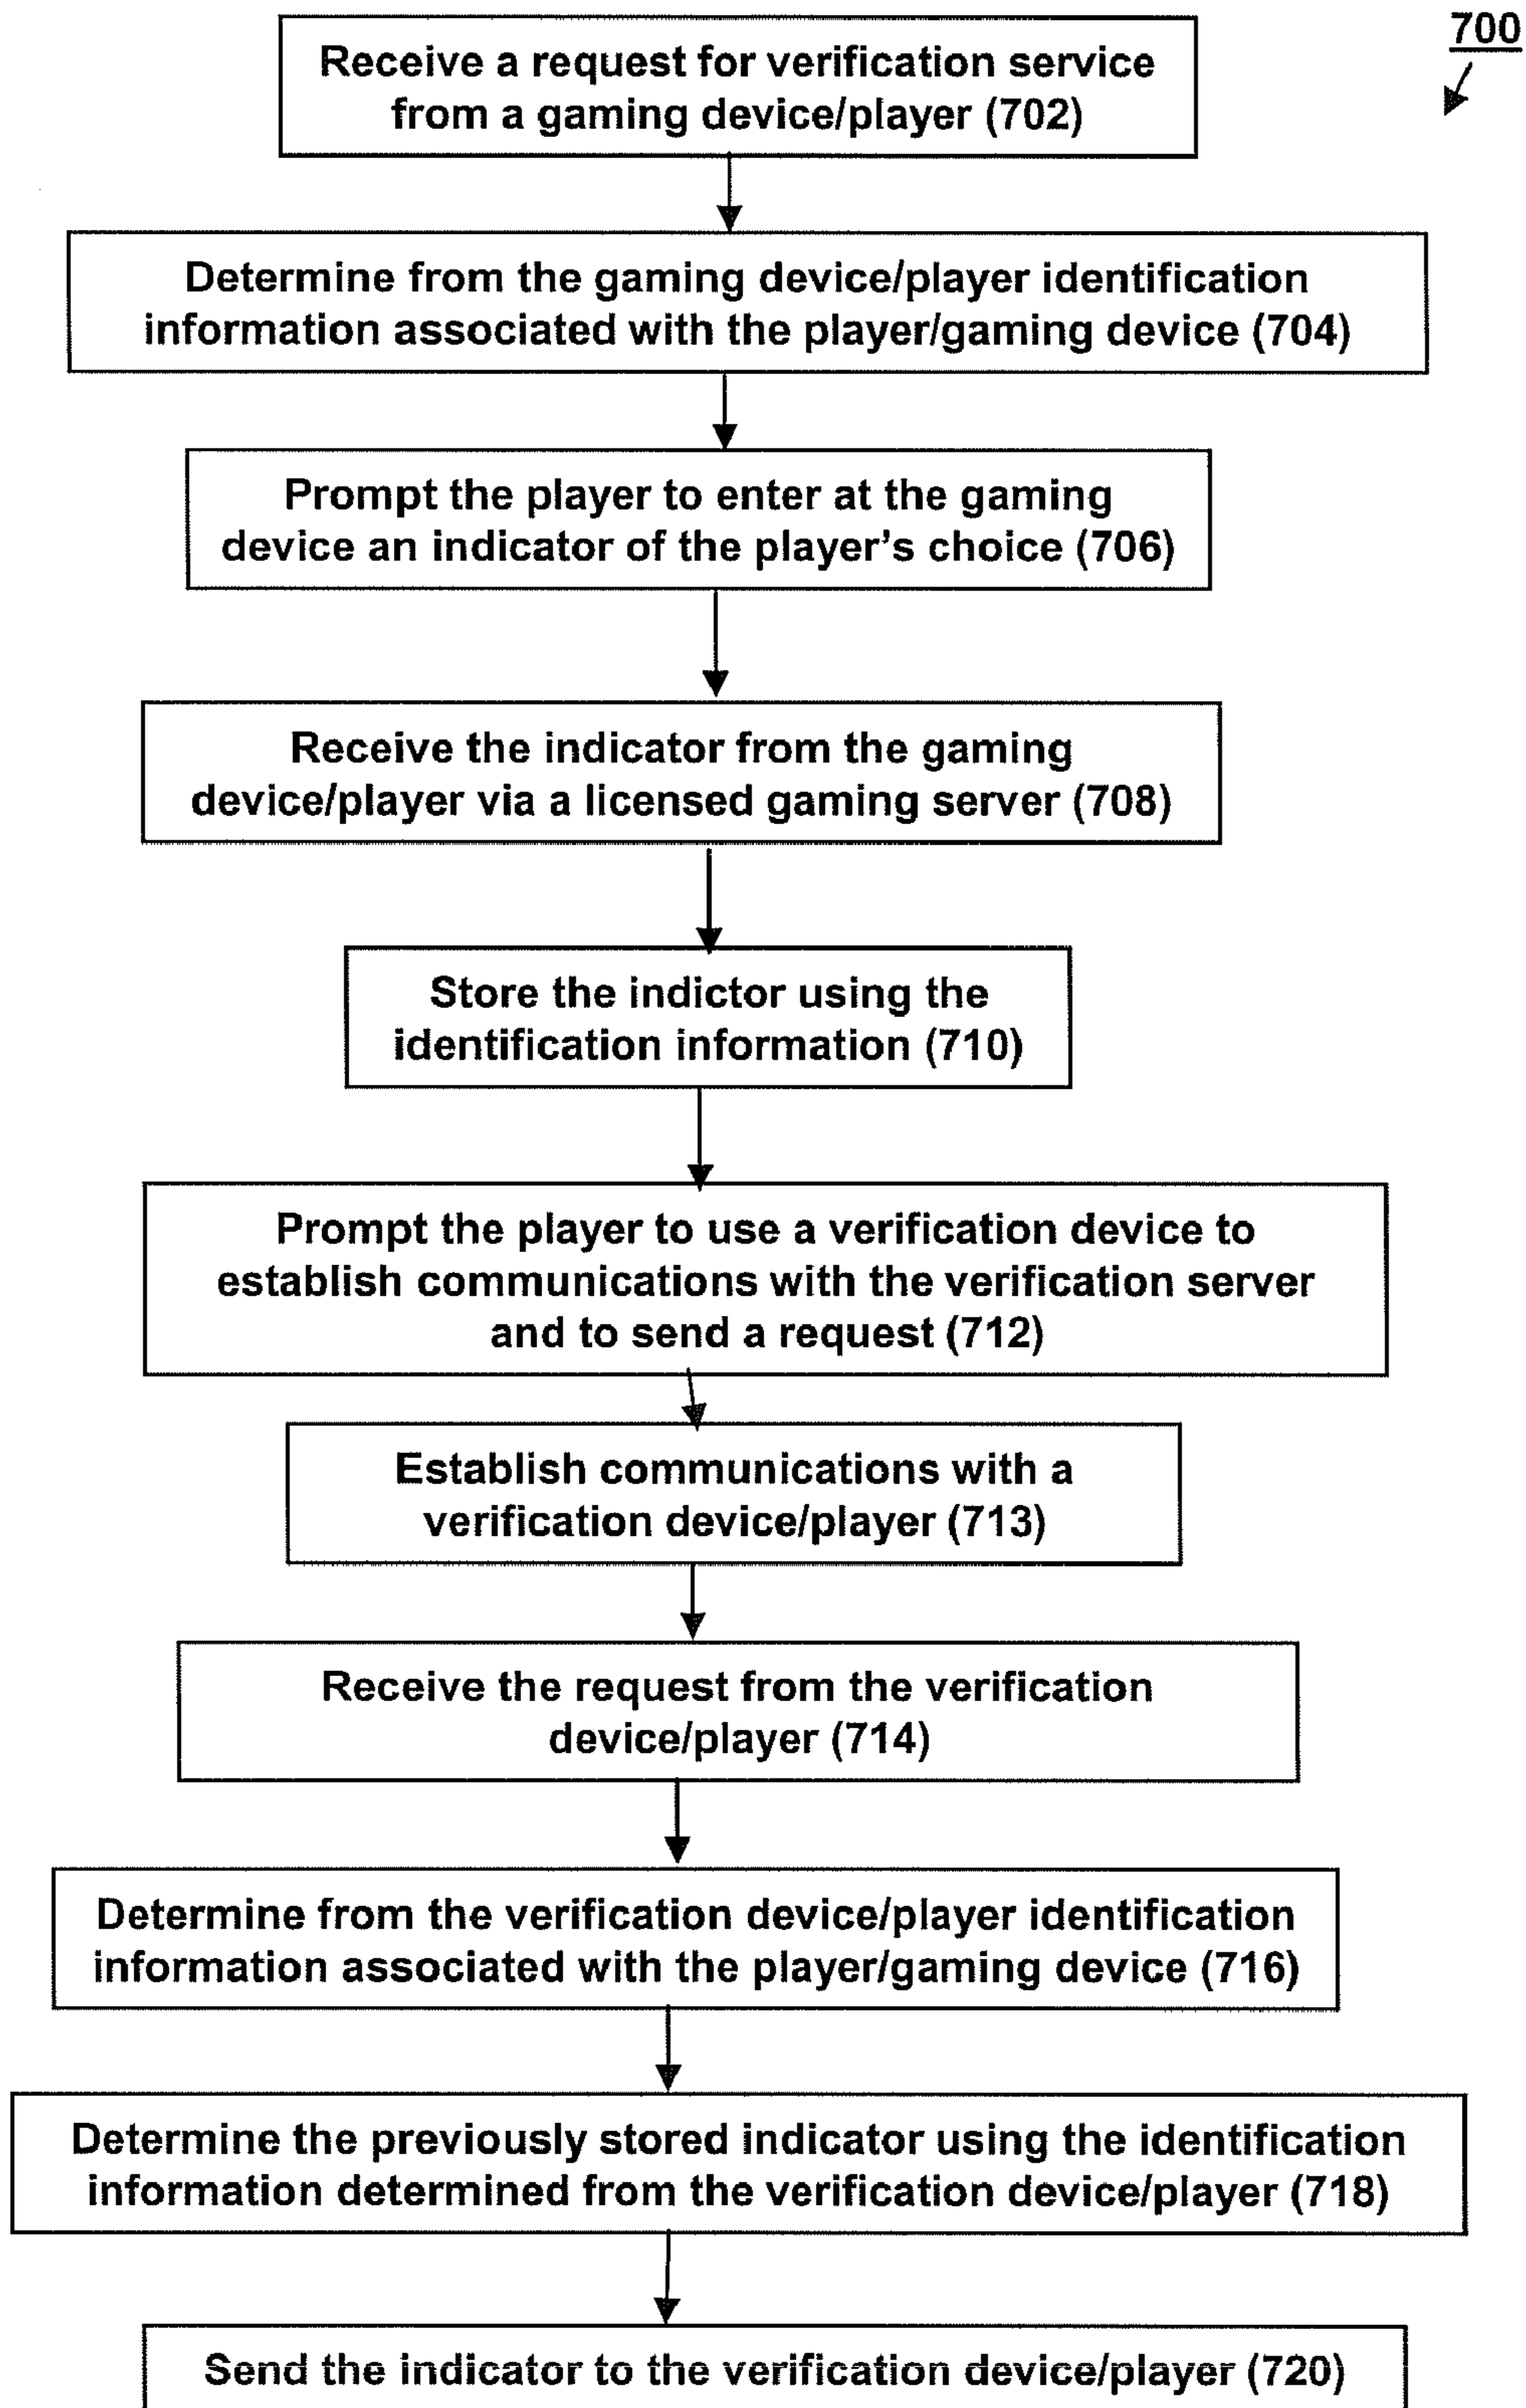 700
Receive a request for verification service
from a gaming device/player (702)
Determine from the gaming device/player identification
information associated with the player/gaming device (704)
Prompt the player to enter at the gaming
device an indicator of the player's choice (706)
Receive the indicator from the gaming
device/player via a licensed gaming server (708)
Store the indictor using the
identification information (710)
Prompt the player to use a verification device to
establish communications with the verification server
and to send a request (712)
Establish communications with a
verification device/player (713)
Receive the request from the verification
device/player (714)
Determine from the verification device/player identification
information associated with the player/gaming device (716)
Determine the previously stored indicator using the identification
information determined from the verification device/player (718)
Send the indicator to the verification device/player (720)